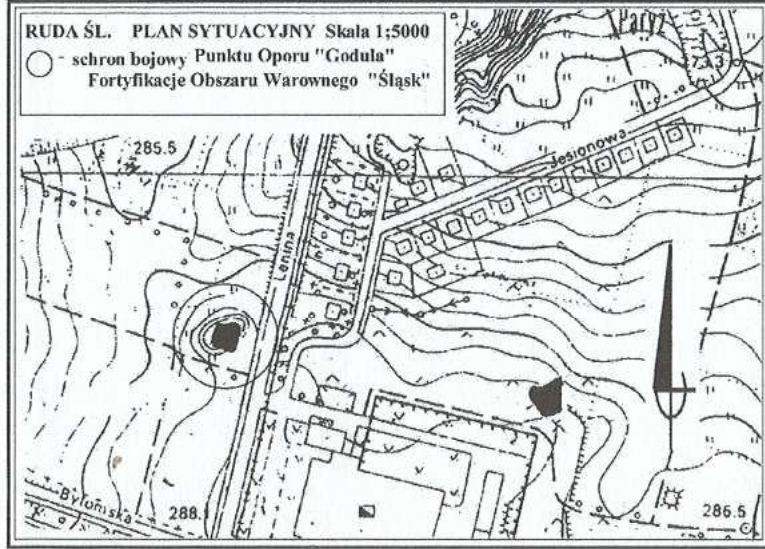 RUDA ŚL. PLAN SYTUACYJNY Skala 1;5000
- schron bojowy Punktu Oporu "Godula"
Fortyfikacje Obszaru Warownego "Śląsk"
Paryż
285.5
Jesionowa
Lenina
Bytomska
288.1
286.5